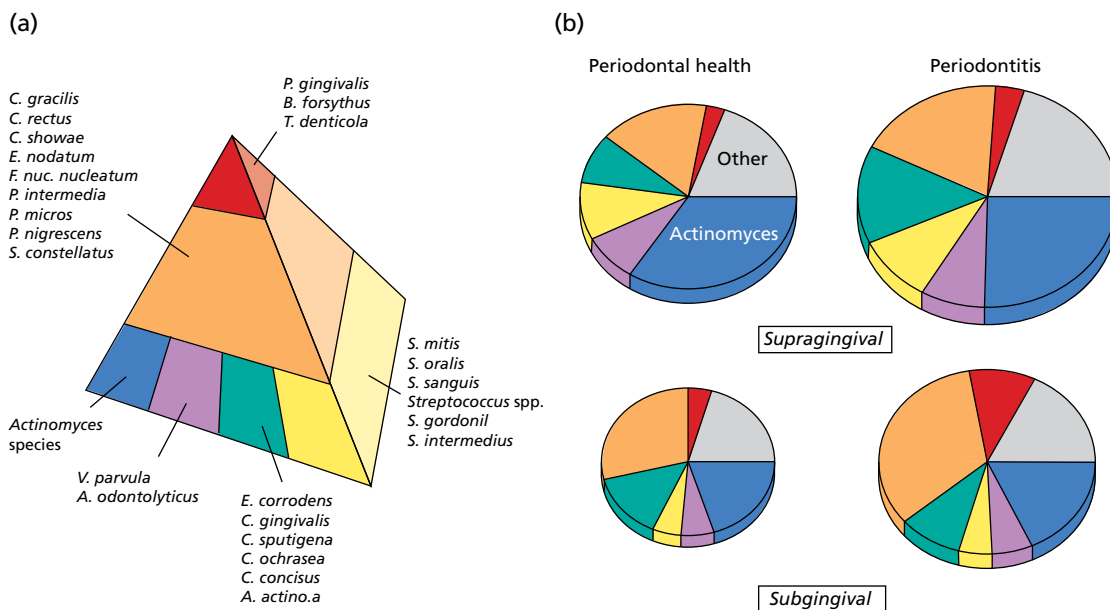 (a)
P. gingivalis
B. forsythus
T. denticola
C. gracilis
C. rectus
C. showae
E. nodatum
F. nuc. nucleatum
P. intermedia
P. micros
P. nigrescens
S. constellatus
S. mitis
S. oralis
S. sanguis
Streptococcus spp.
S. gordonil
S. intermedius
Actinomyces
species
V. parvula
A. odontolyticus
E. corrodens
C. gingivalis
C. sputigena
C. ochrasea
C. concisus
A. actino.a
(b)
Periodontal health
Periodontitis
Other
Actinomyces
Supragingival
Subgingival